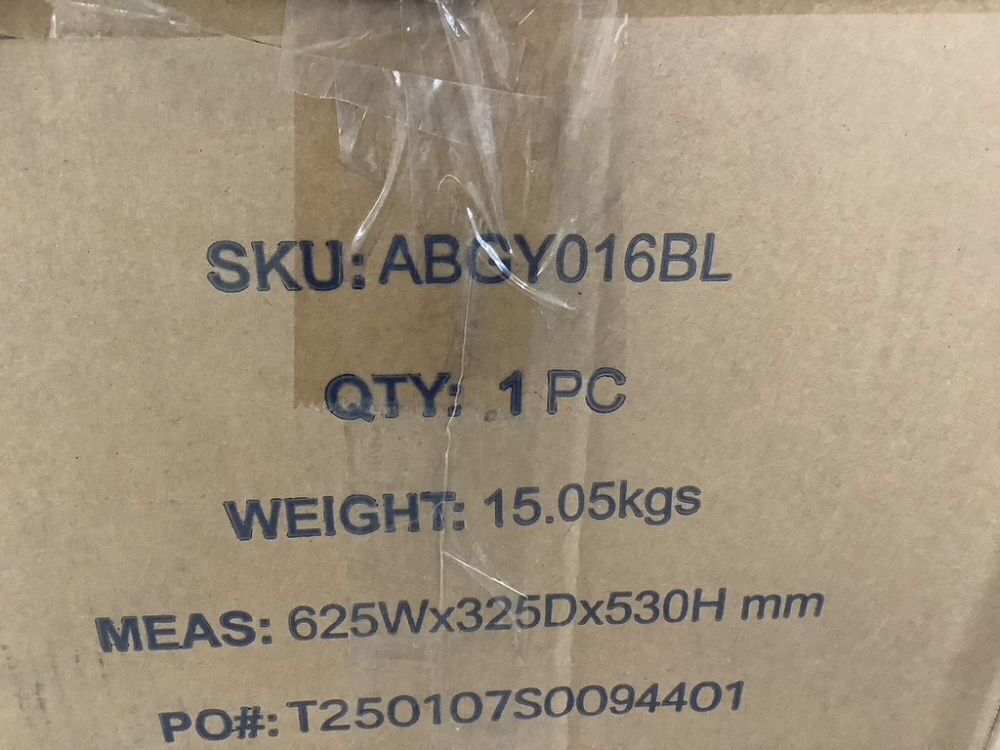 SKU: ABGY016BL
QTY: 1 PC
WEIGHT: 15.05kgs
MEAS: 625Wx325Dx530H mm
PO#: T250107S0094401